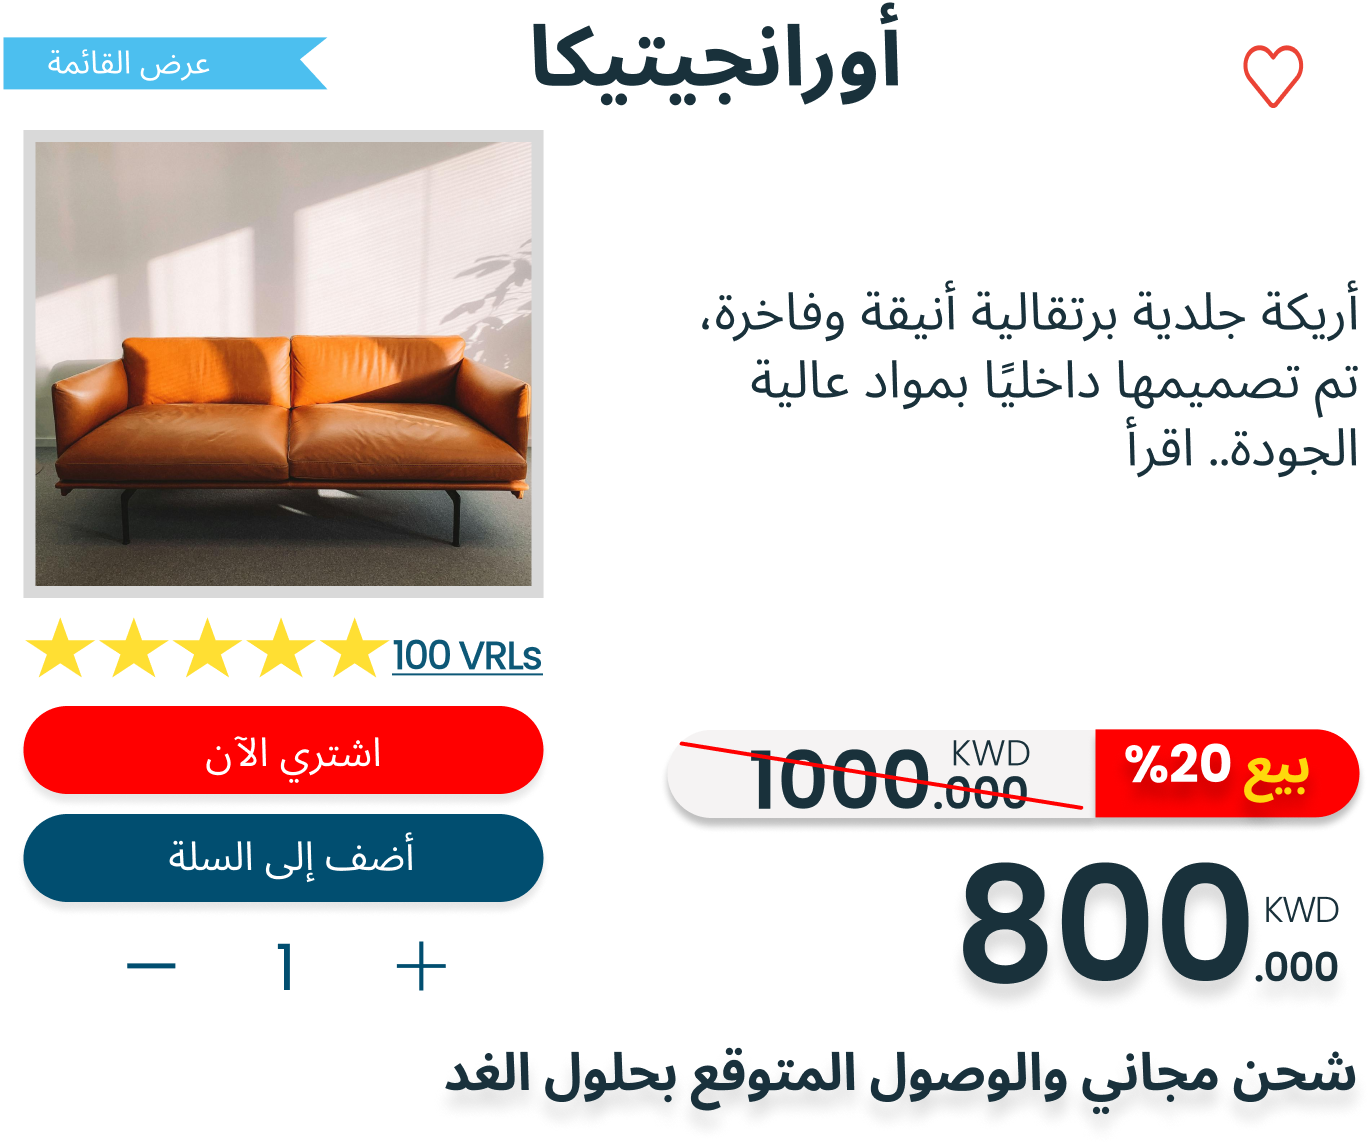 أورانجيتيكا
عرض القائمة
أريكة جلدية برتقالية أنيقة وفاخرة،
تم تصميمها داخليًا بمواد عالية
الجودة.. اقرأ
100 VRLs
اشتري الآن
أضف إلى السلة
1
بيع 20%
1000.000 KWD
800.000 KWD
شحن مجاني والوصول المتوقع بحلول الغد